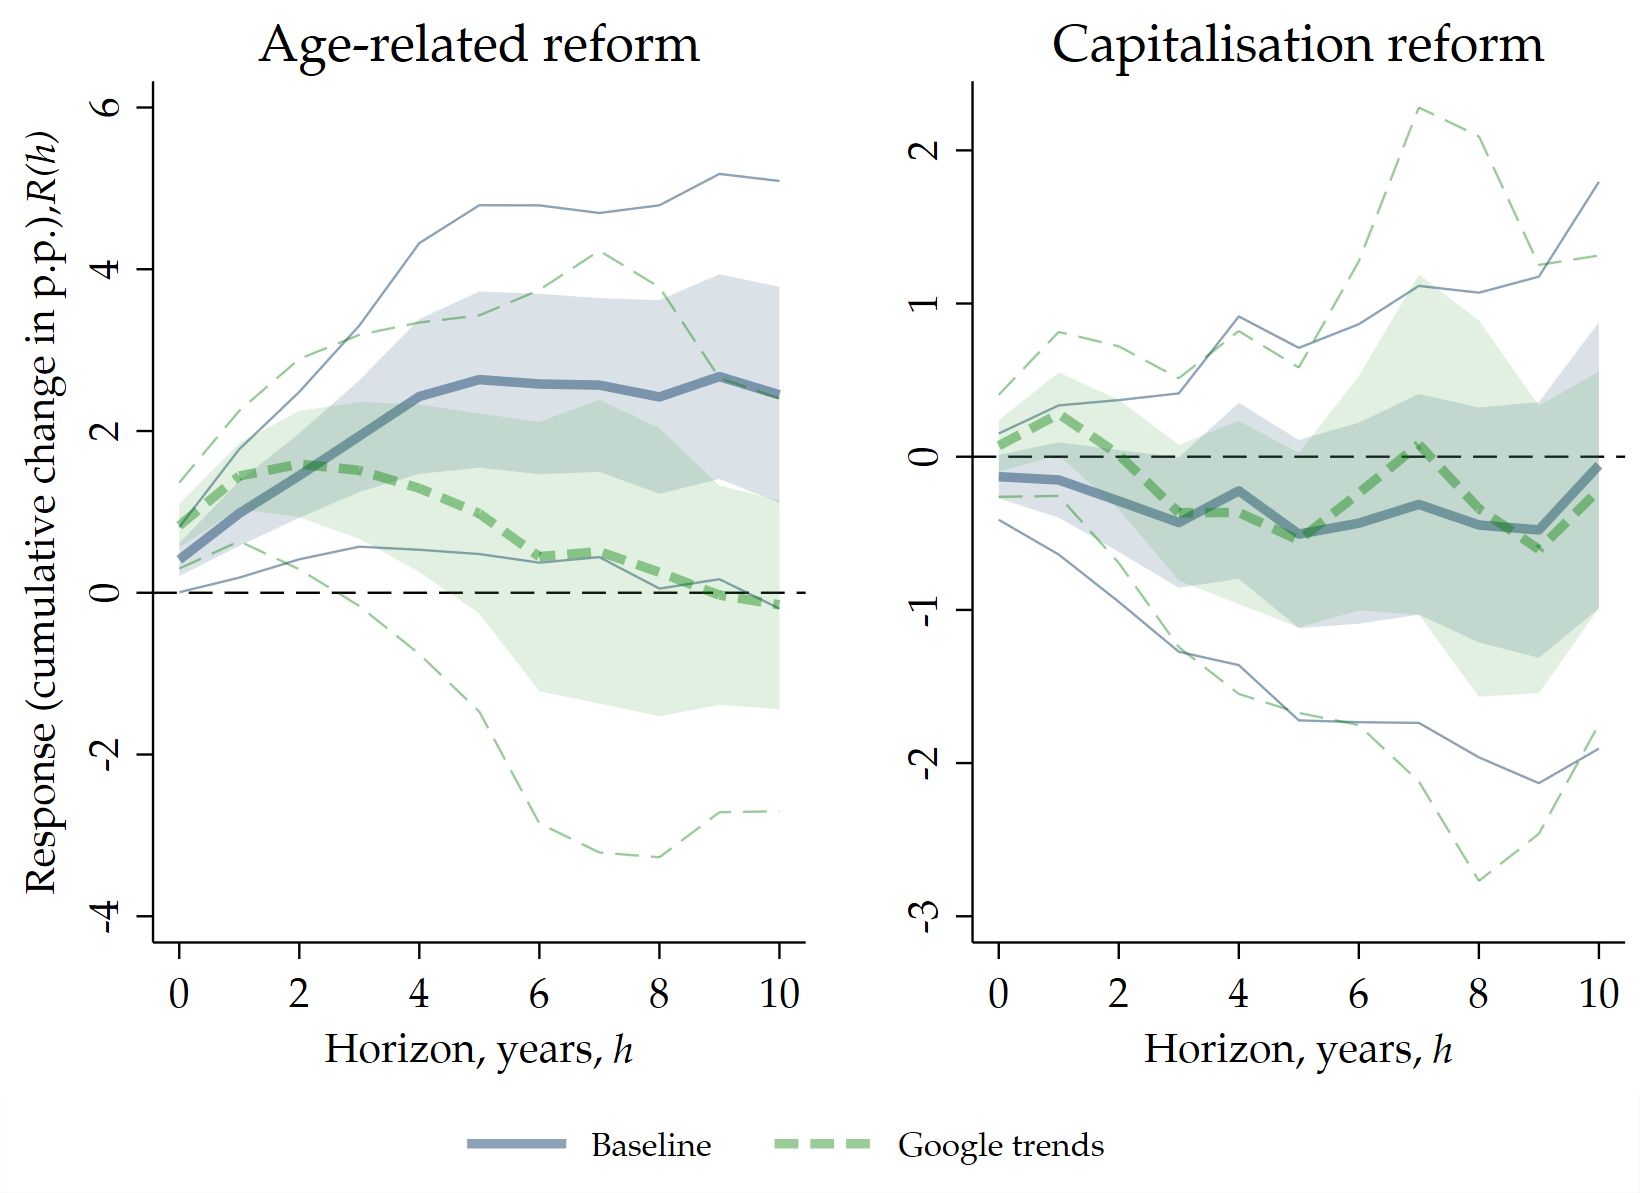 Age-related reform
Capitalisation reform
Response (cumulative change in p.p.),R(h)
6
4
2
0
-2
-4
0 2 4 6 8 10
Horizon, years, h
2
1
0
-1
-2
-3
0 2 4 6 8 10
Horizon, years, h
Baseline
Google trends